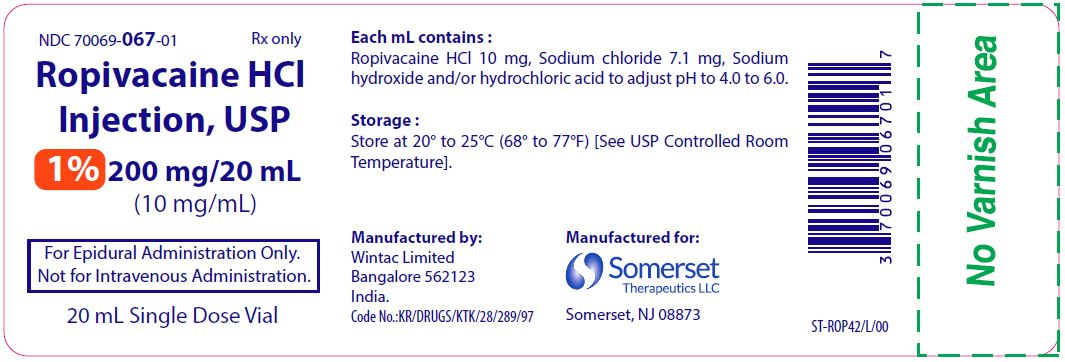 NDC 70069-067-01 Rx only
Ropivacaine HCl
Injection, USP
1% 200 mg/20 mL
(10 mg/mL)
For Epidural Administration Only.
Not for Intravenous Administration.
20 mL Single Dose Vial
Each mL contains :
Ropivacaine HCl 10 mg, Sodium chloride 7.1 mg, Sodium
hydroxide and/or hydrochloric acid to adjust pH to 4.0 to 6.0.
Storage :
Store at 20° to 25°C (68° to 77°F) [See USP Controlled Room
Temperature].
Manufactured by:
Wintac Limited
Bangalore 562123
India.
Code No.:KR/DRUGS/KTK/28/289/97
Manufactured for:
Somerset
Therapeutics LLC
Somerset, NJ 08873
3 70069 06701 7
ST-ROP42/L/00
No Varnish Area